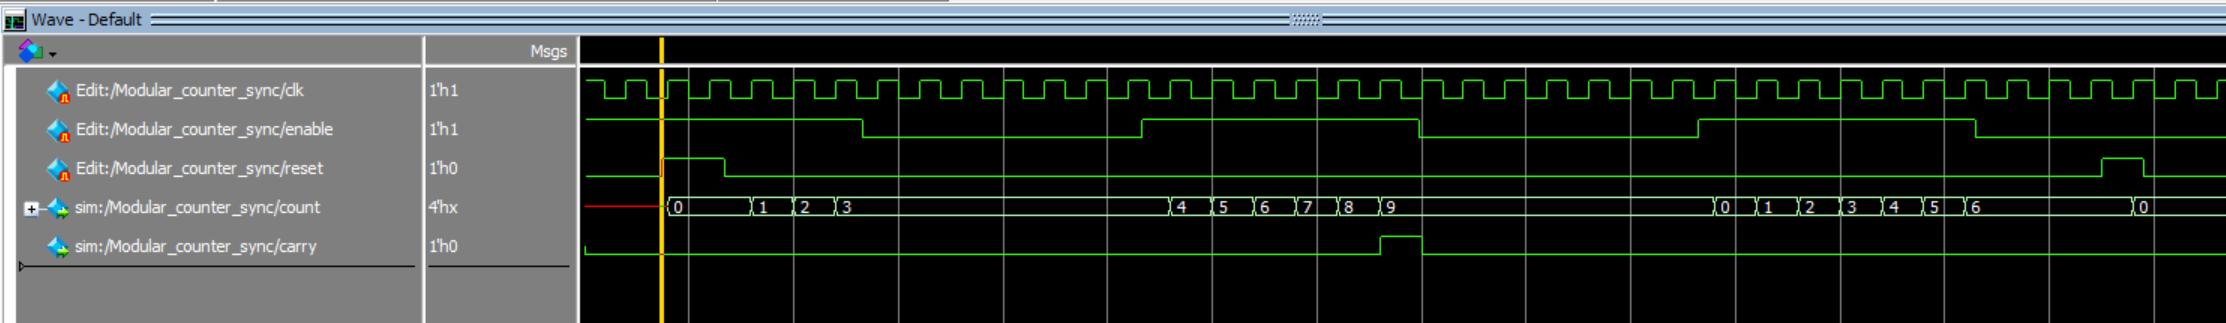 Wave - Default
Msgs
Edit:/Modular_counter_sync/clk 1'h1
Edit:/Modular_counter_sync/enable 1'h1
Edit:/Modular_counter_sync/reset 1'h0
sim:/Modular_counter_sync/count 4'hx 0 1 2 3 4 5 6 7 8 9 0 1 2 3 4 5 6 0
sim:/Modular_counter_sync/carry 1'h0